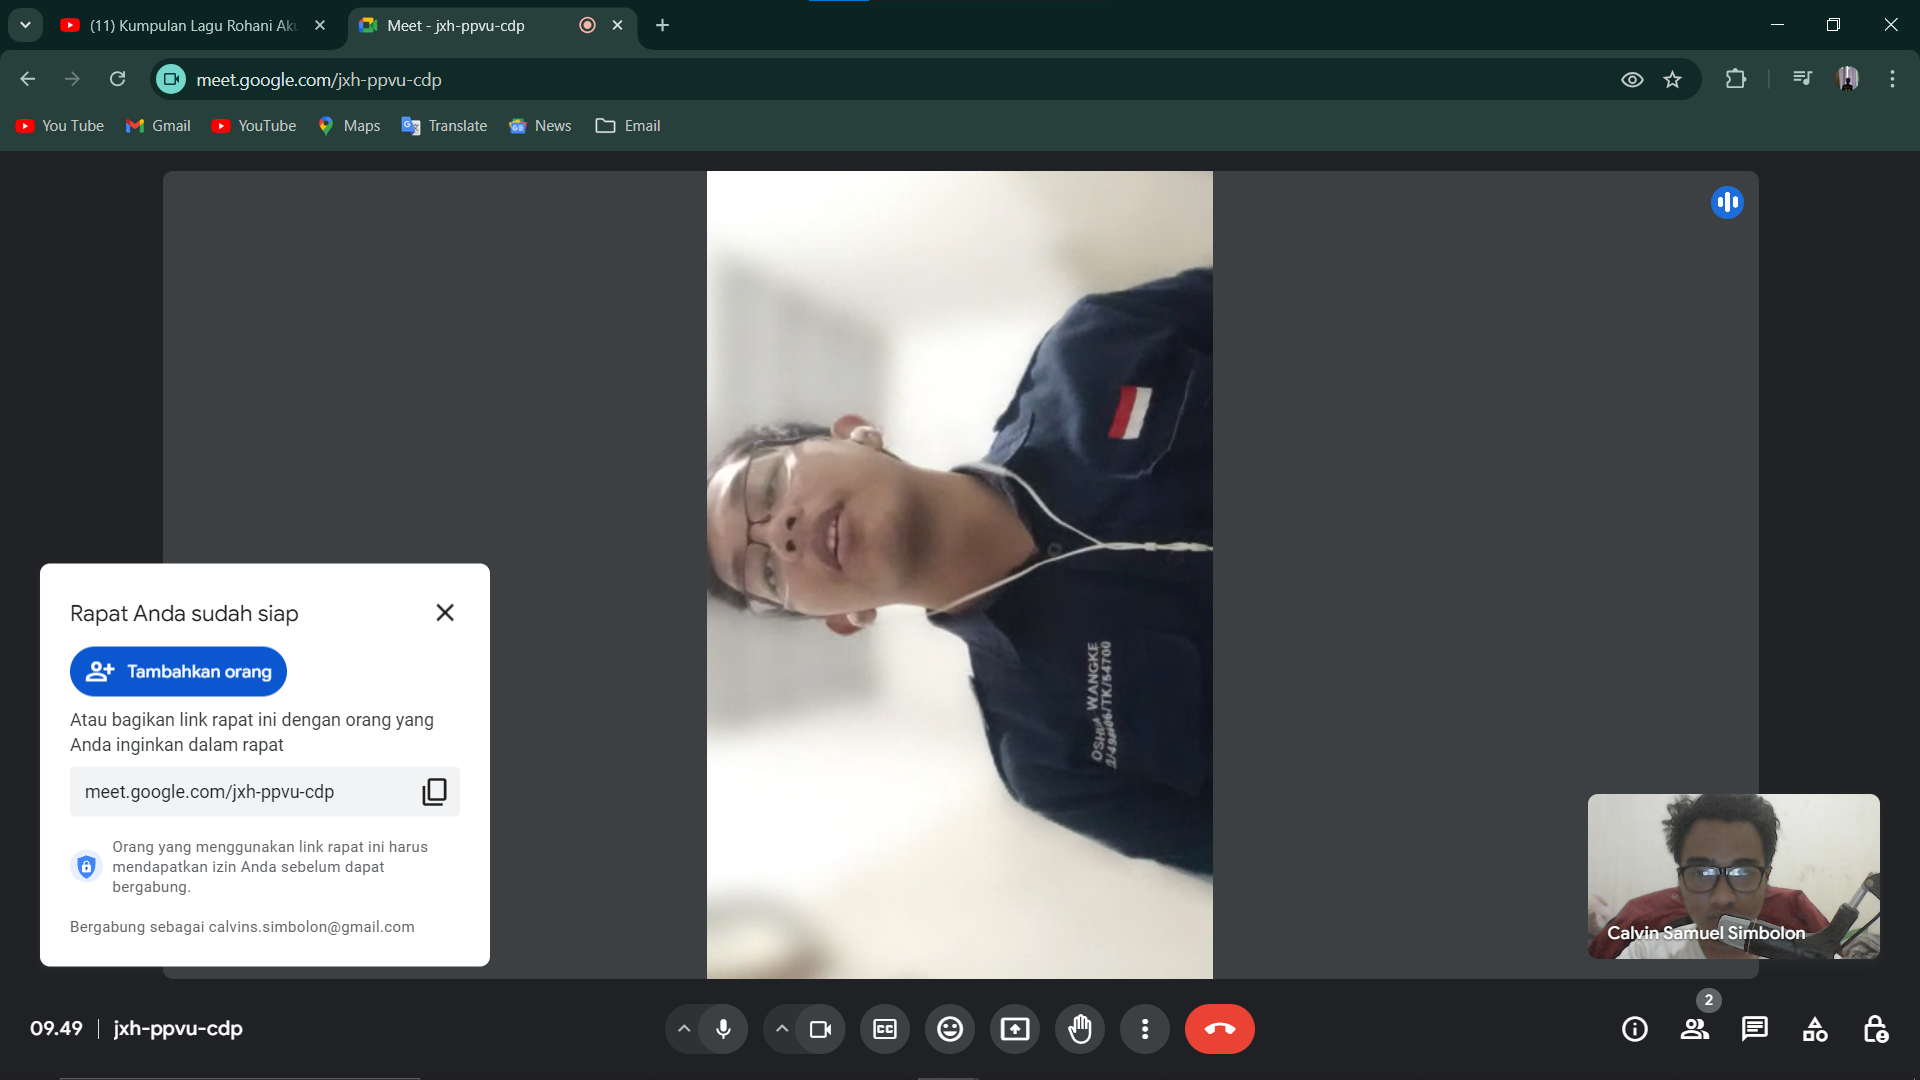 (11) Kumpulan Lagu Rohani Ak
Meet - jxh-ppvu-cdp
meet.google.com/jxh-ppvu-cdp
You Tube
Gmail
YouTube
Maps
Translate
News
Email
WANGKE
Rapat Anda sudah siap
Tambahkan orang
Atau bagikan link rapat ini dengan orang yang
Anda inginkan dalam rapat
meet.google.com/jxh-ppvu-cdp
Orang yang menggunakan link rapat ini harus
mendapatkan izin Anda sebelum dapat
bergabung.
Bergabung sebagai calvins.simbolon@gmail.com
Calvin Samuel Simbolon
09.49
jxh-ppvu-cdp
2